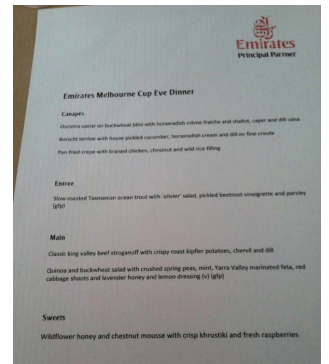 Emirates
Principal Partner
Emirates Melbourne Cup Eve Dinner
Canapés
Oscietra caviar on buckwheat blini with horseradish crème fraiche and shallot, caper and dill salsa
Borscht terrine with house pickled cucumber, horseradish cream and dill on fine croute
Pan fried crepe with braised chicken, chestnut and wild rice filling
Entree
Slow roasted Tasmanian ocean trout with 'olivier' salad, pickled beetroot vinaigrette and parsley
(gfp)
Main
Classic king valley beef stroganoff with crispy roast kipfler potatoes, chervil and dill
Quinoa and buckwheat salad with crushed spring peas, mint, Yarra Valley marinated feta, red
cabbage shoots and lavender honey and lemon dressing (v) (gfp)
Sweets
Wildflower honey and chestnut mousse with crisp khrustiki and fresh raspberries